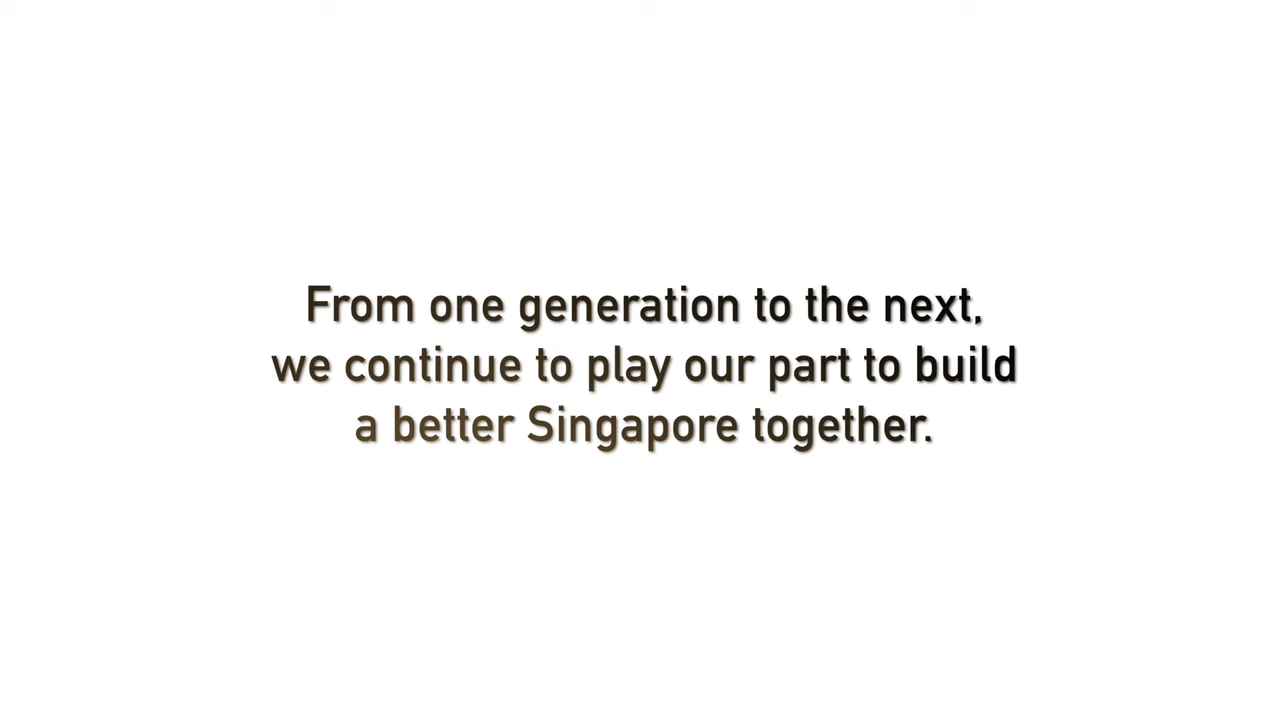 From one generation to the next,
we continue to play our part to build
a better Singapore together.